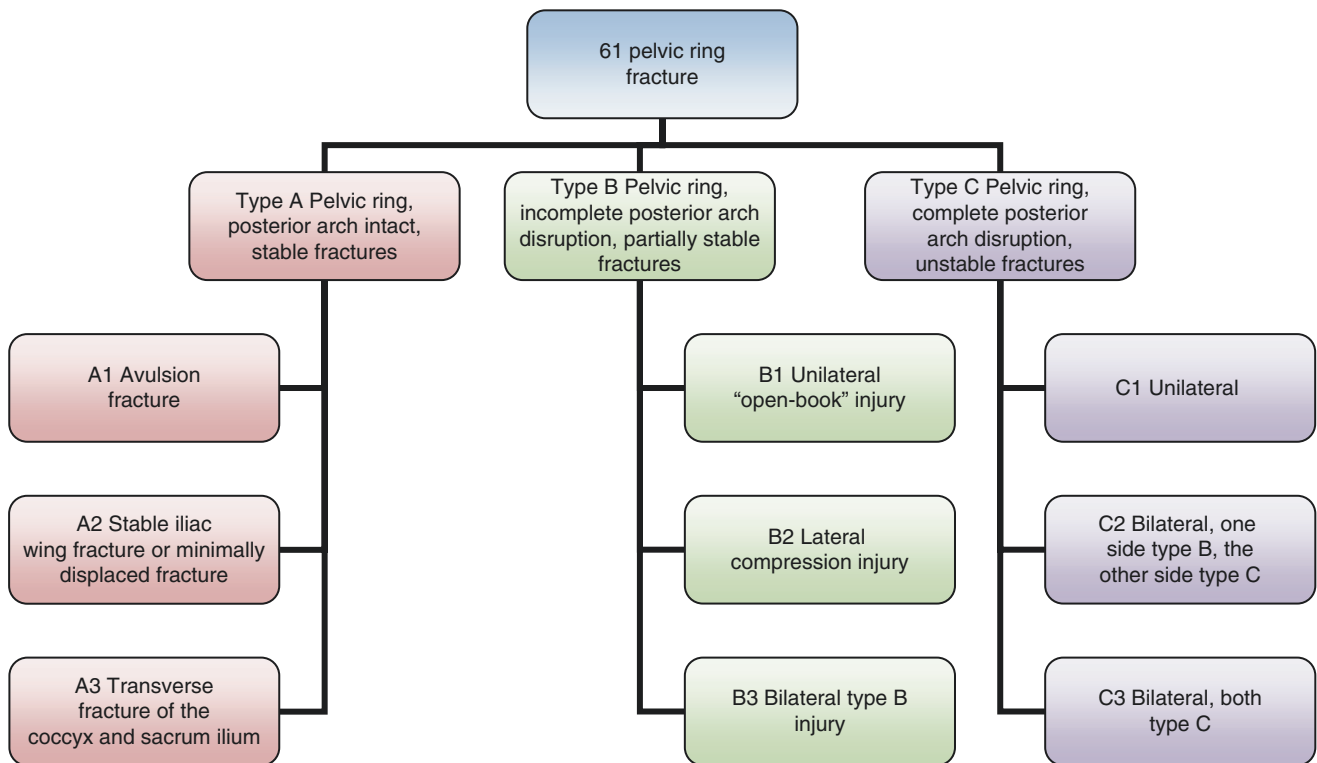 61 pelvic ring
fracture
Type A Pelvic ring,
posterior arch intact,
stable fractures
Type B Pelvic ring,
incomplete posterior arch
disruption, partially stable
fractures
Type C Pelvic ring,
complete posterior
arch disruption,
unstable fractures
A1 Avulsion
fracture
B1 Unilateral
“open-book” injury
C1 Unilateral
A2 Stable iliac
wing fracture or minimally
displaced fracture
B2 Lateral
compression injury
C2 Bilateral, one
side type B, the
other side type C
A3 Transverse
fracture of the
coccyx and sacrum ilium
B3 Bilateral type B
injury
C3 Bilateral, both
type C